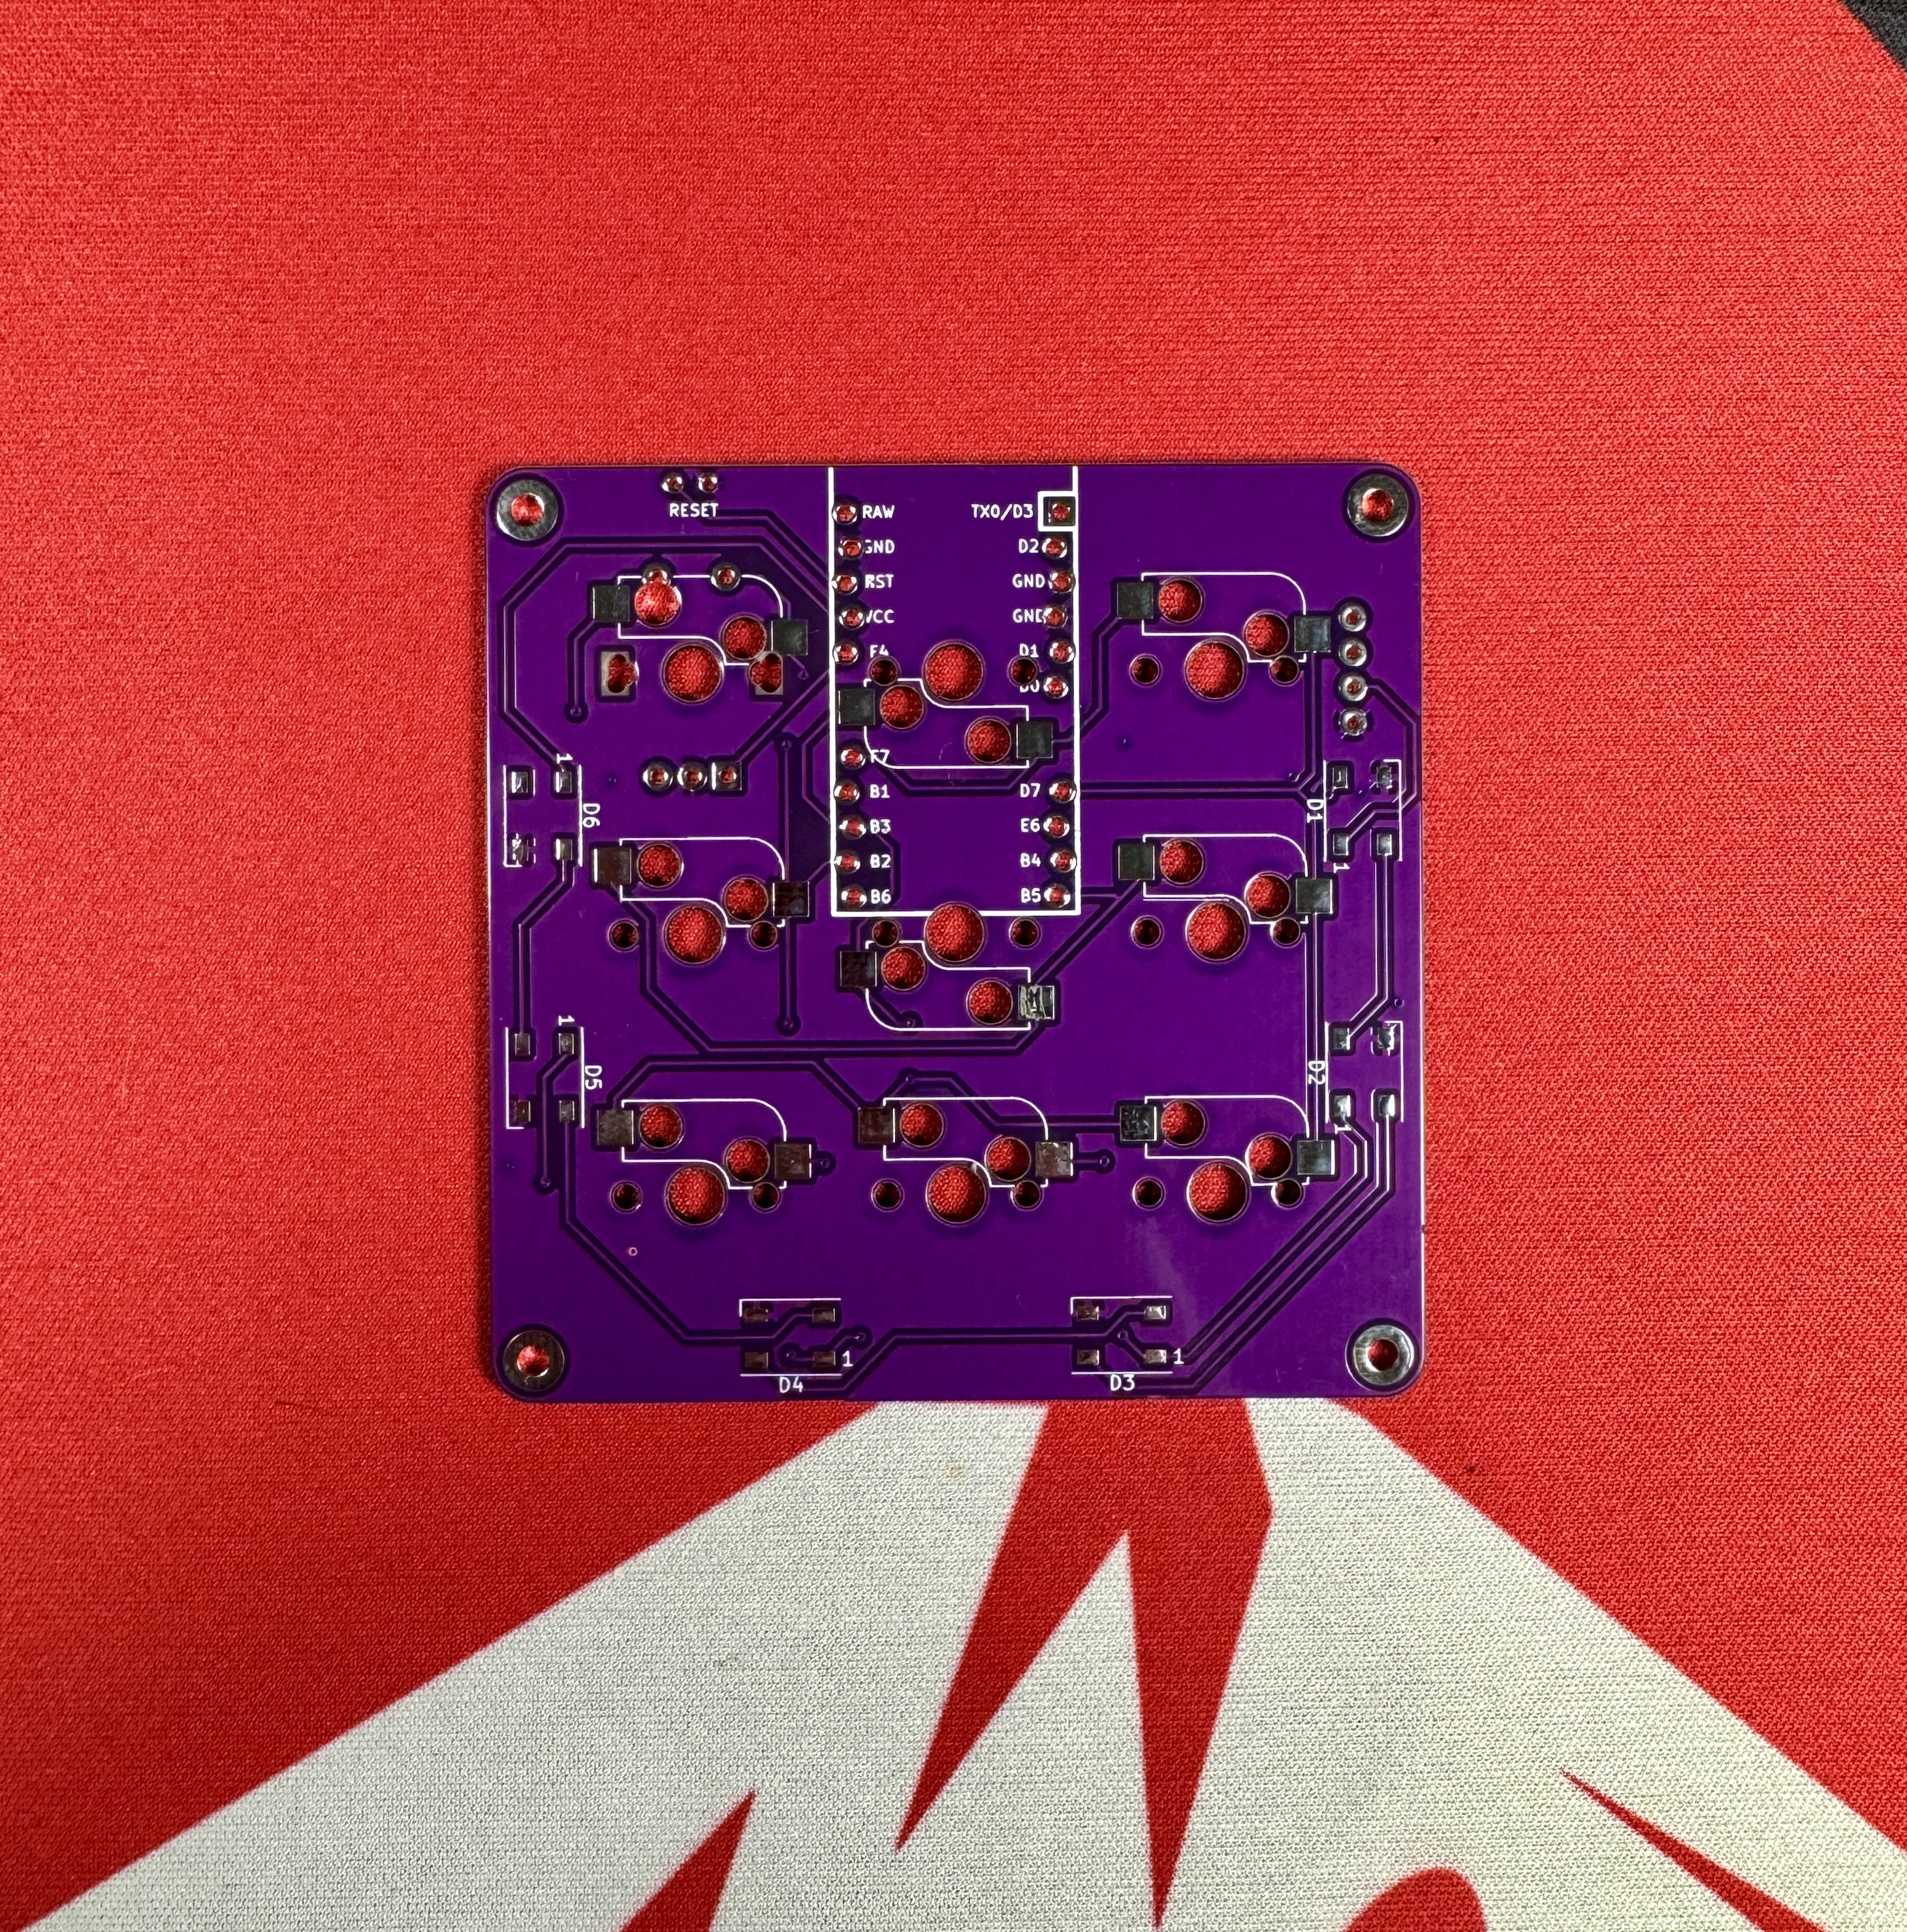 RESET
RAW
TX0/D3
GND
D2
RST
GND
VCC
GND
F4
D1
D0
F7
B1
D7
B3
E6
B2
B4
B6
B5
1
D6
D1
1
1
D5
D2
1
1
D4
1
D3